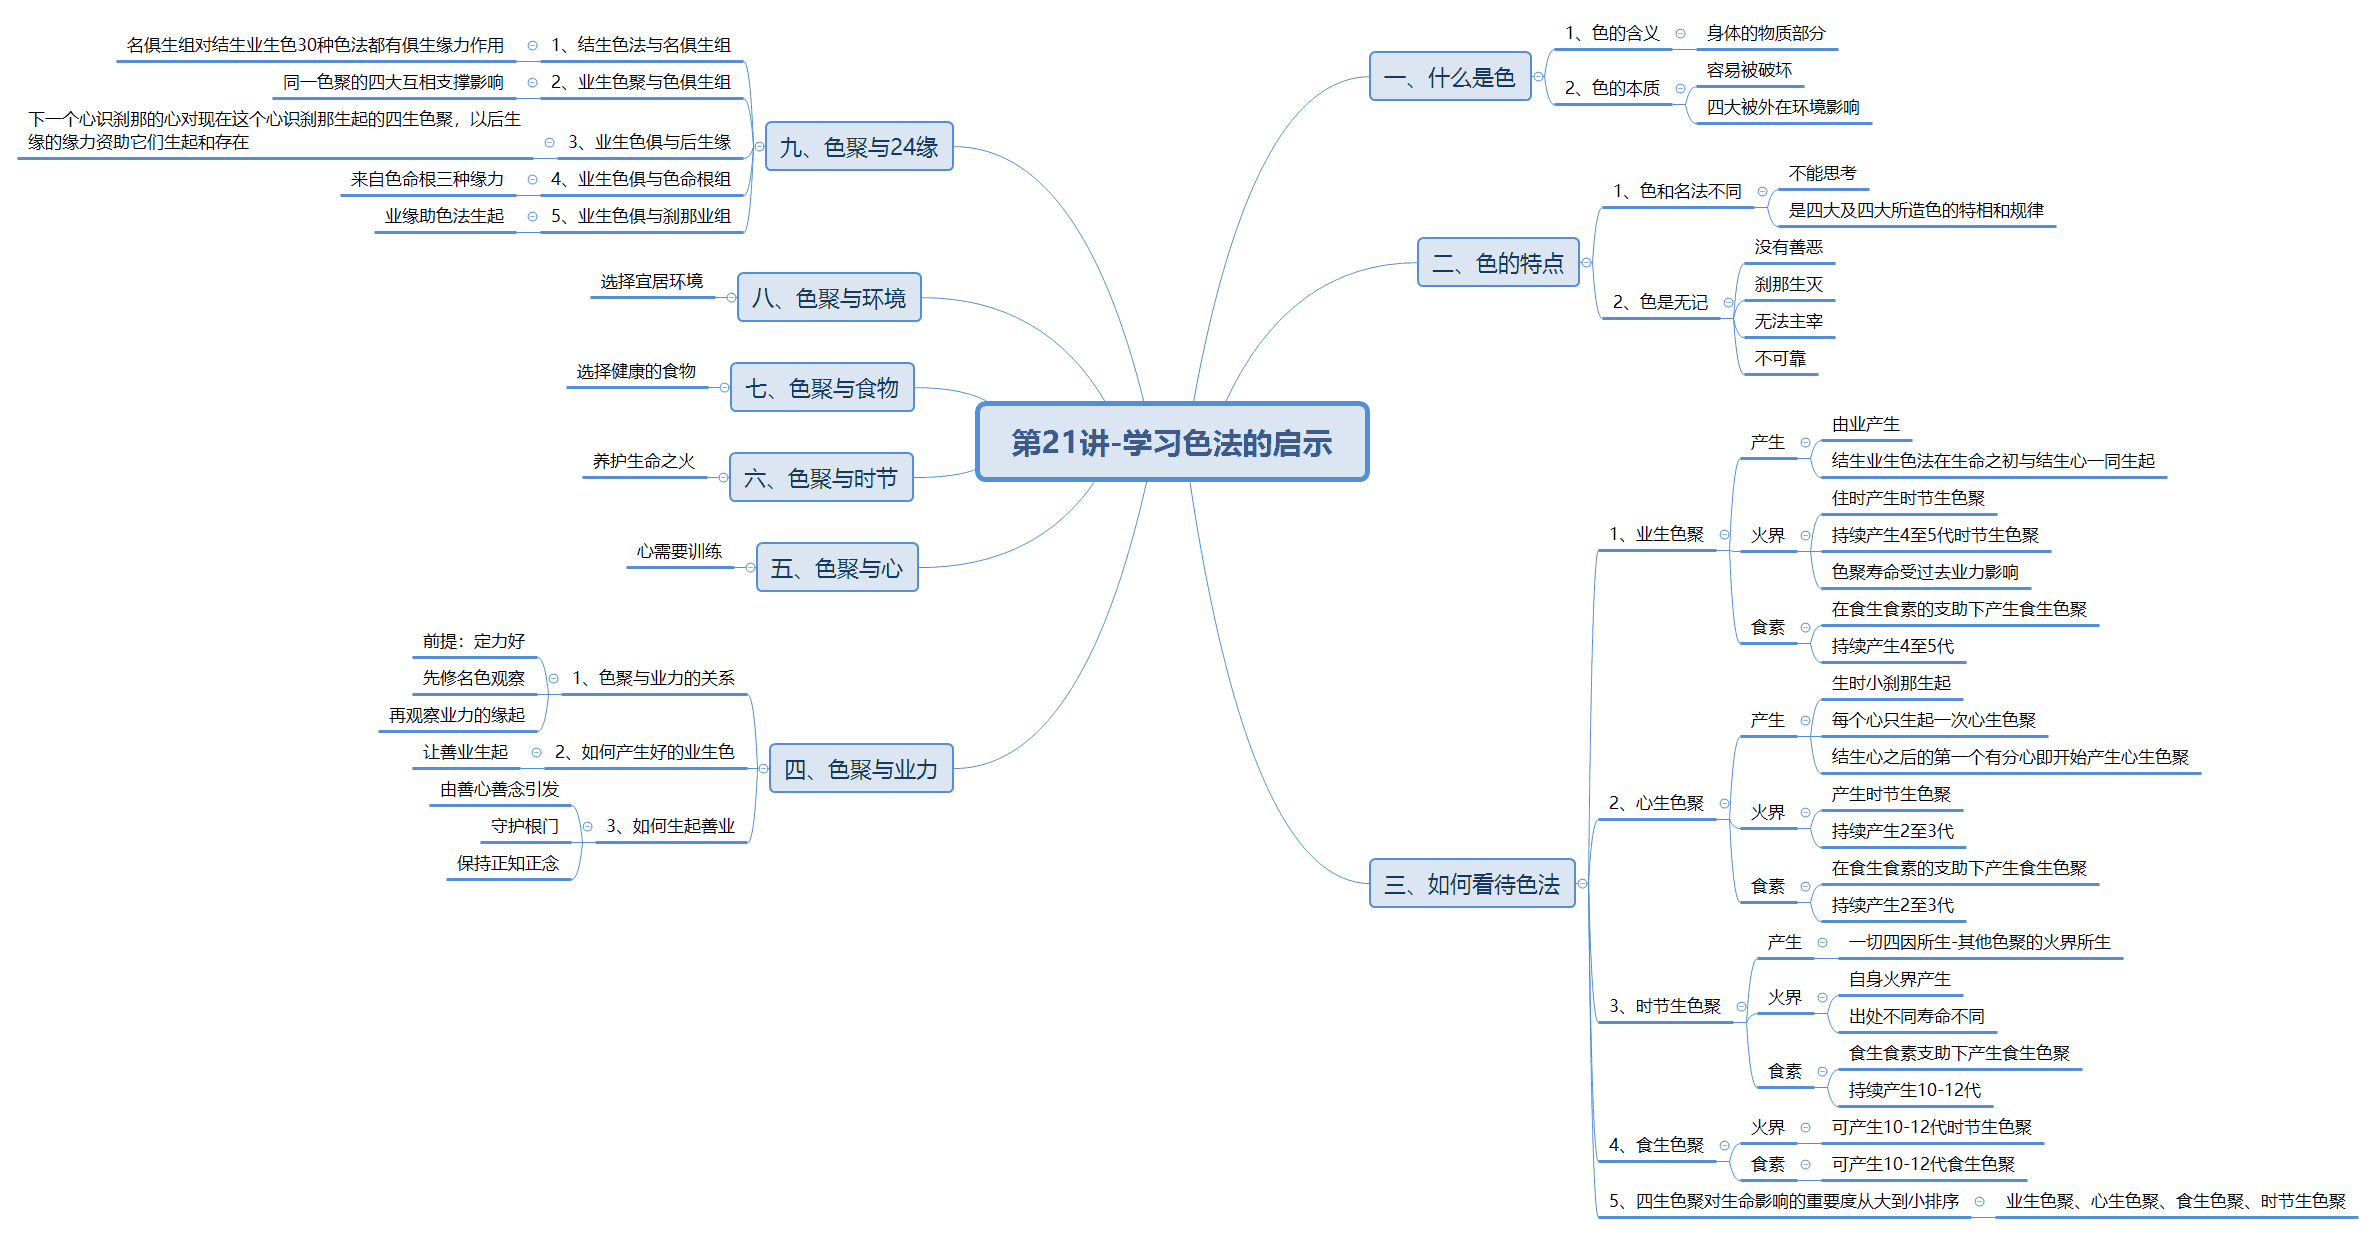 第21讲-学习色法的启示
一、什么是色
1、色的含义
身体的物质部分
2、色的本质
容易被破坏
四大被外在环境影响
二、色的特点
1、色和名法不同
不能思考
是四大及四大所造色的特相和规律
2、色是无记
没有善恶
刹那生灭
无法主宰
不可靠
三、如何看待色法
1、业生色聚
产生
由业产生
结生业生色法在生命之初与结生心一同生起
火界
住时产生时节生色聚
持续产生4至5代时节生色聚
色聚寿命受过去业力影响
食素
在食生食素的支助下产生食生色聚
持续产生4至5代
2、心生色聚
产生
生时小刹那生起
每个心只生起一次心生色聚
结生心之后的第一个有分心即开始产生心生色聚
火界
产生时节生色聚
持续产生2至3代
食素
在食生食素的支助下产生食生色聚
持续产生2至3代
3、时节生色聚
产生
一切四因所生-其他色聚的火界所生
火界
自身火界产生
出处不同寿命不同
食素
食生食素支助下产生食生色聚
持续产生10-12代
4、食生色聚
火界
可产生10-12代时节生色聚
食素
可产生10-12代食生色聚
5、四生色聚对生命影响的重要度从大到小排序
业生色聚、心生色聚、食生色聚、时节生色聚
四、色聚与业力
1、色聚与业力的关系
前提：定力好
先修名色观察
再观察业力的缘起
2、如何产生好的业生色
让善业生起
3、如何生起善业
由善心善念引发
守护根门
保持正知正念
五、色聚与心
心需要训练
六、色聚与时节
养护生命之火
七、色聚与食物
选择健康的食物
八、色聚与环境
选择宜居环境
九、色聚与24缘
1、结生色法与名俱生组
名俱生组对结生业生色30种色法都有俱生缘力作用
2、业生色聚与色俱生组
同一色聚的四大互相支撑影响
3、业生色俱与后生缘
下一个心识刹那的心对现在这个心识刹那生起的四生色聚，以后生
缘的缘力资助它们生起和存在
4、业生色俱与色命根组
来自色命根三种缘力
5、业生色俱与刹那业组
业缘助色法生起